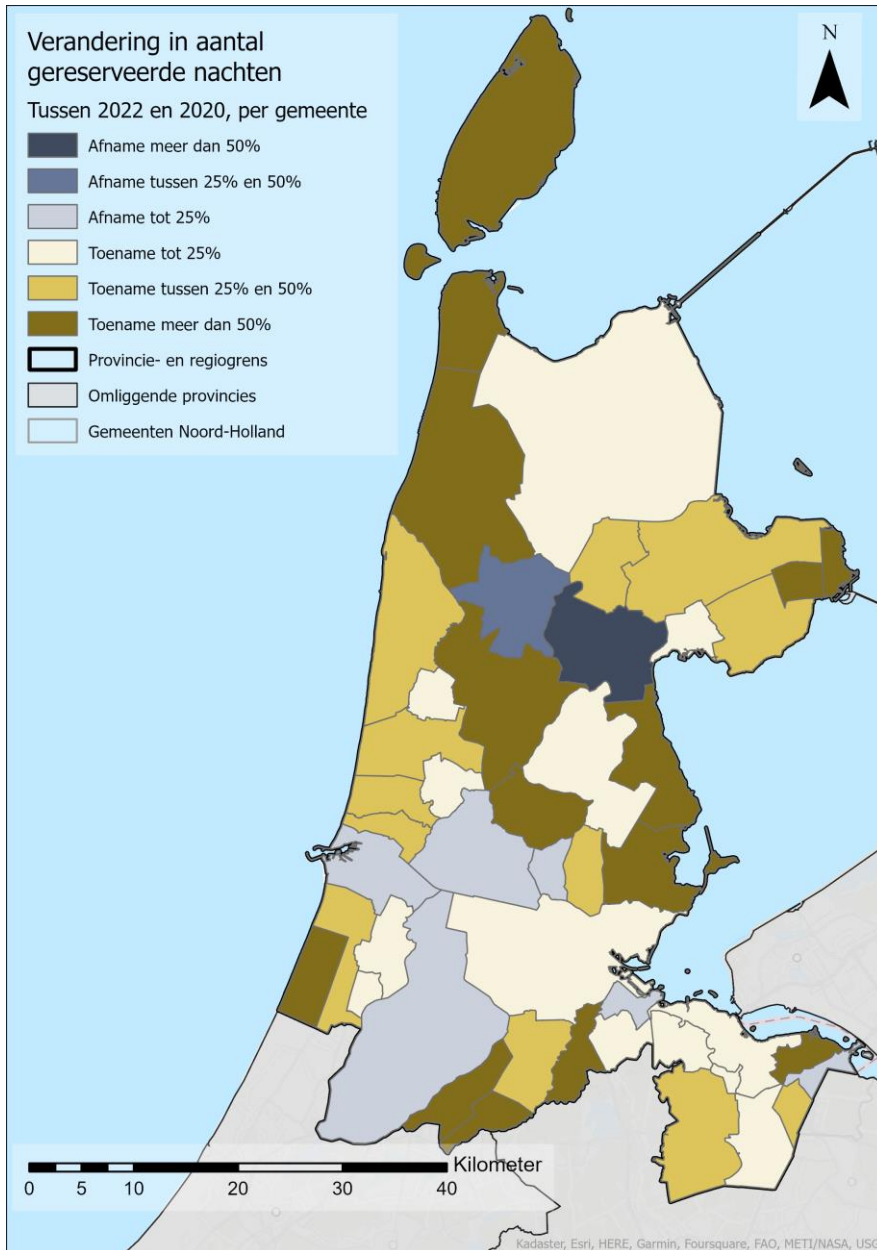 Verandering in aantal
gereserveerde nachten
Tussen 2022 en 2020, per gemeente
Afname meer dan 50%
Afname tussen 25% en 50%
Afname tot 25%
Toename tot 25%
Toename tussen 25% en 50%
Toename meer dan 50%
Provincie- en regiogrens
Omliggende provincies
Gemeenten Noord-Holland
N
Kilometer
0 5 10 20 30 40
Kadaster, Esri, HERE, Garmin, Foursquare, FAO, METI/NASA, USG